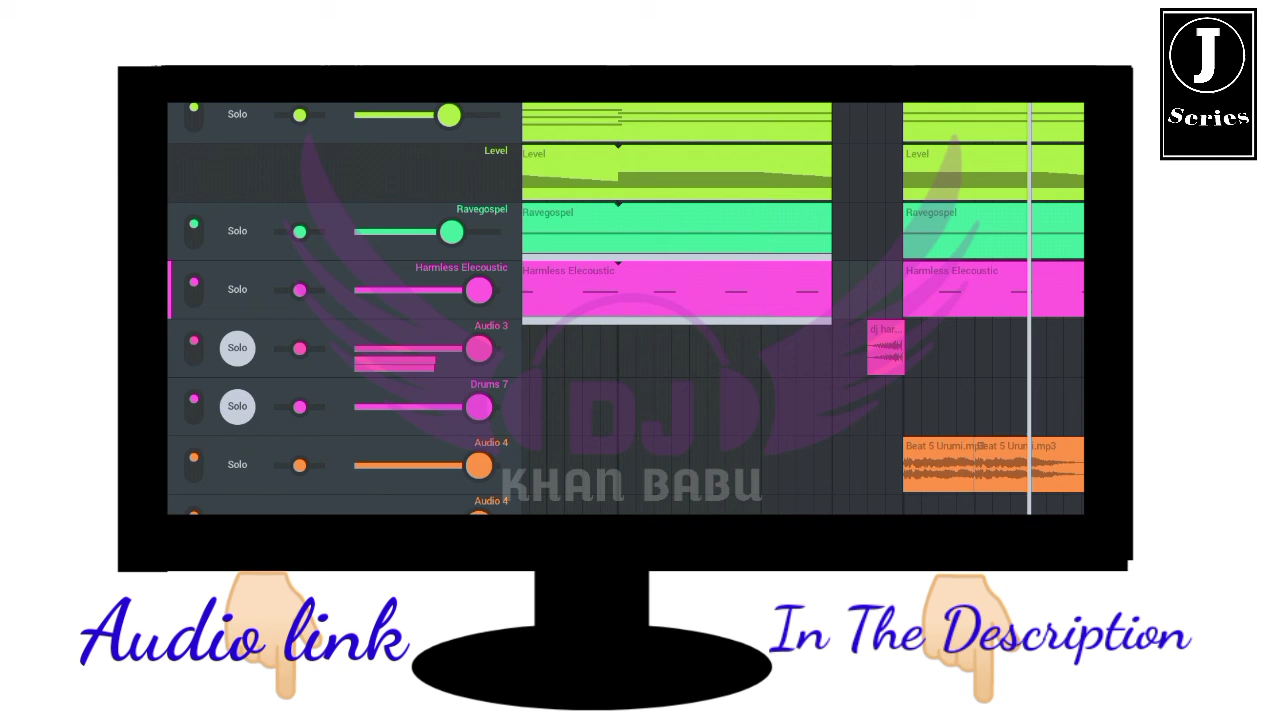 J
Series
Solo
Level
Level
Level
Ravegospel
Ravegospel
Ravegospel
Solo
Harmless Elecoustic
Harmless Elecoustic
Harmless Elecoustic
Solo
Audio 3
dj har...
Solo
Drums 7
Solo
Audio 4
Beat 5 Urumi.mp3
Beat 5 Urumi.mp3
Solo
Audio 4
DJ
KHAN BABU
Audio link
In The Description